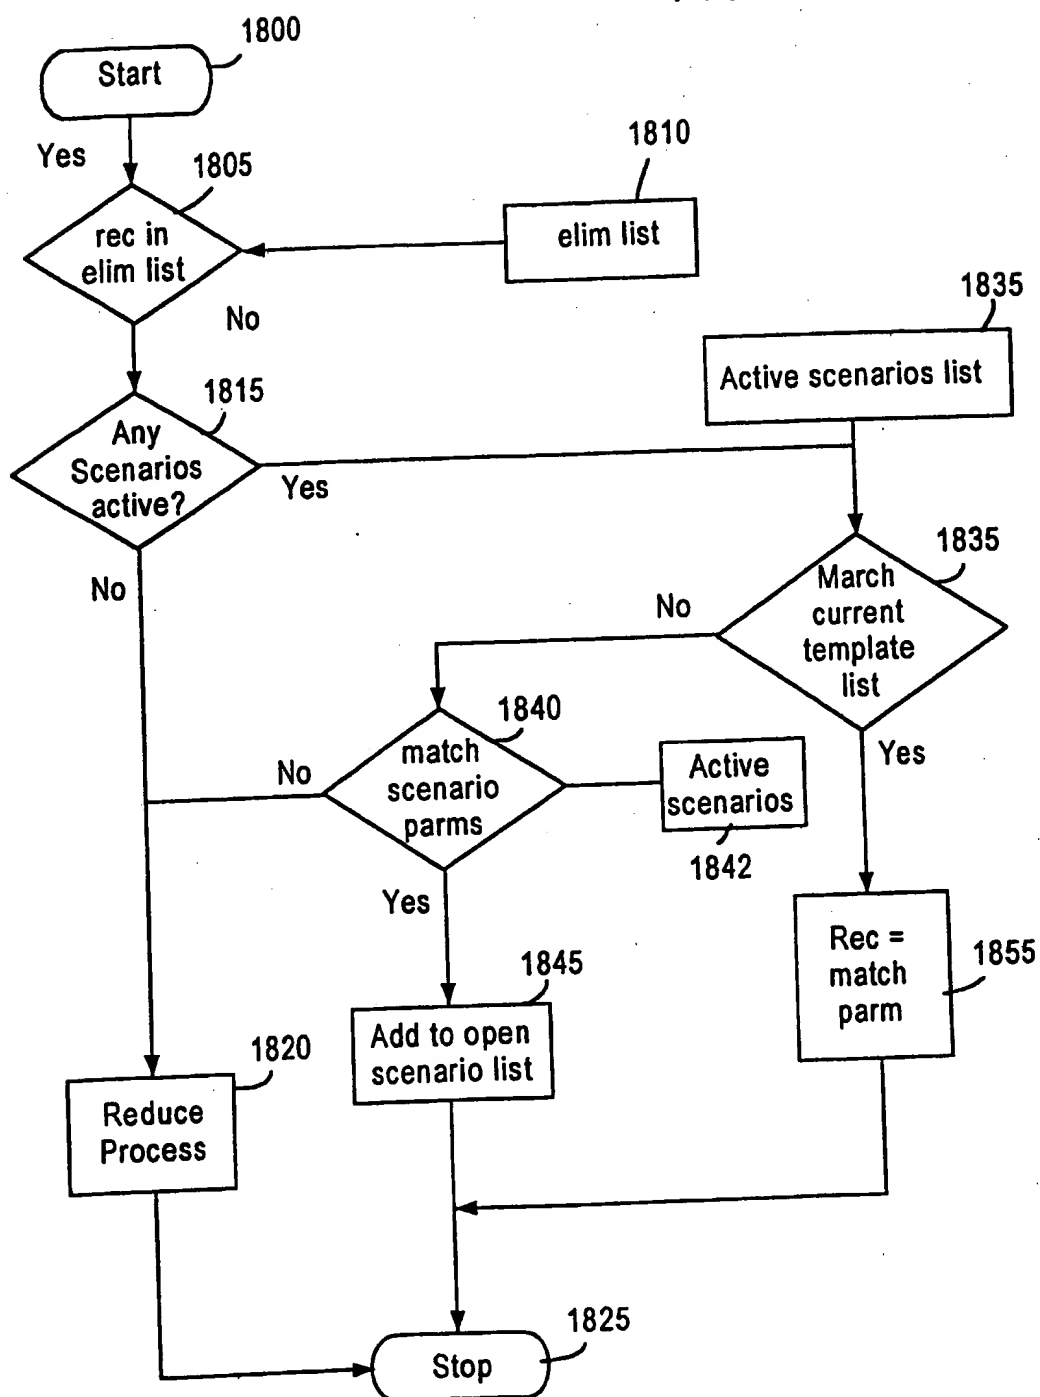 1800
Start
Yes
1805
1810
rec in
elim list
elim list
No
1835
Active scenarios list
1815
Any
Scenarios
active?
Yes
No
1835
March
current
template
list
No
1840
match
scenario
parms
No
Active
scenarios
1842
Yes
Yes
Rec =
match
parm
1855
1845
Add to open
scenario list
1820
Reduce
Process
1825
Stop